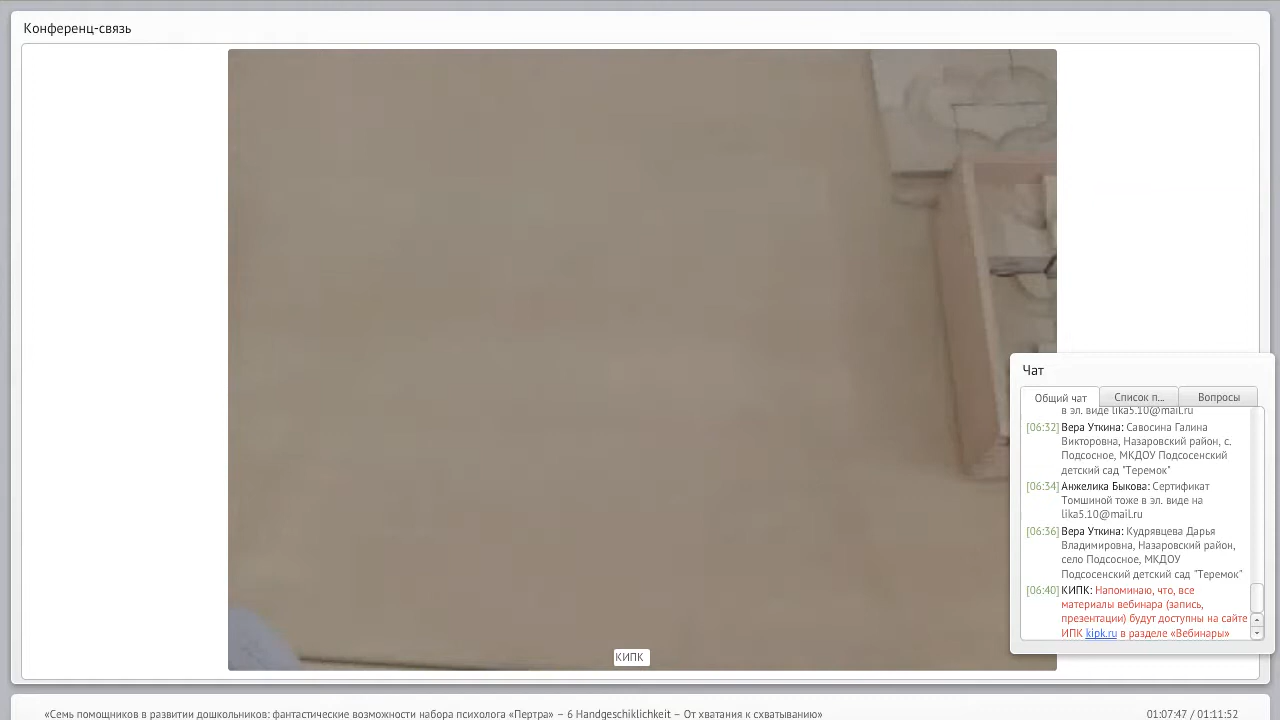 Конференц-связь
КИПК
Чат
Общий чат
Список п...
Вопросы
в эл. виде lika5.10@mail.ru
[06:32] Вера Уткина: Савосина Галина
Викторовна, Назаровский район, с.
Подсосное, МКДОУ Подсосенский
детский сад "Теремок"
[06:34] Анжелика Быкова: Сертификат
Томшиной тоже в эл. виде на
lika5.10@mail.ru
[06:36] Вера Уткина: Кудрявцева Дарья
Владимировна, Назаровский район,
село Подсосное, МКДОУ
Подсосенский детский сад "Теремок"
[06:40] КИПК: Напоминаю, что, все
материалы вебинара (запись,
презентации) будут доступны на сайте
ИПК kipk.ru в разделе «Вебинары»
«Семь помощников в развитии дошкольников: фантастические возможности набора психолога «Пертра» – 6 Handgeschiklichkeit – От хватания к схватыванию»
01:07:47 / 01:11:52